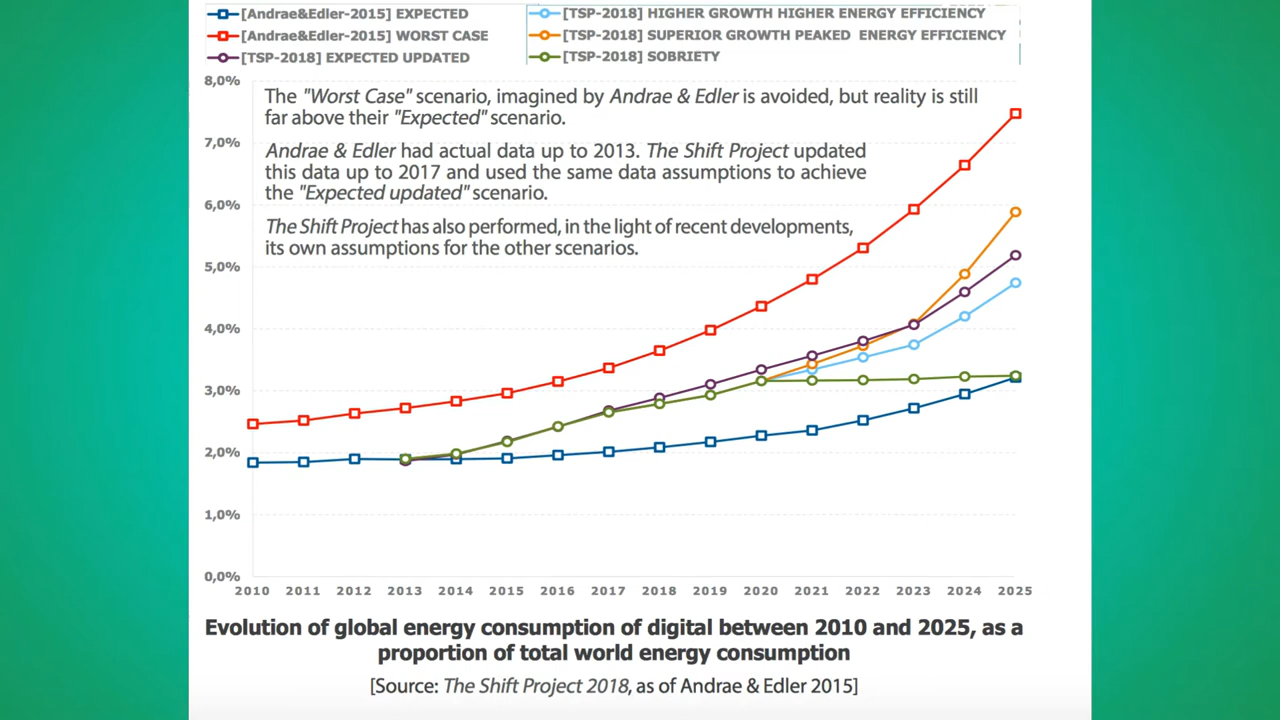 [Andrae&Edler-2015] EXPECTED
[Andrae&Edler-2015] WORST CASE
[TSP-2018] EXPECTED UPDATED
[TSP-2018] HIGHER GROWTH HIGHER ENERGY EFFICIENCY
[TSP-2018] SUPERIOR GROWTH PEAKED ENERGY EFFICIENCY
[TSP-2018] SOBRIETY
8,0%
The "Worst Case" scenario, imagined by Andrae & Edler is avoided, but reality is still
far above their "Expected" scenario.
7,0%
Andrae & Edler had actual data up to 2013. The Shift Project updated
this data up to 2017 and used the same data assumptions to achieve
the "Expected updated" scenario.
6,0%
The Shift Project has also performed, in the light of recent developments,
its own assumptions for the other scenarios.
5,0%
4,0%
3,0%
2,0%
1,0%
0,0%
2010 2011 2012 2013 2014 2015 2016 2017 2018 2019 2020 2021 2022 2023 2024 2025
Evolution of global energy consumption of digital between 2010 and 2025, as a
proportion of total world energy consumption
[Source: The Shift Project 2018, as of Andrae & Edler 2015]